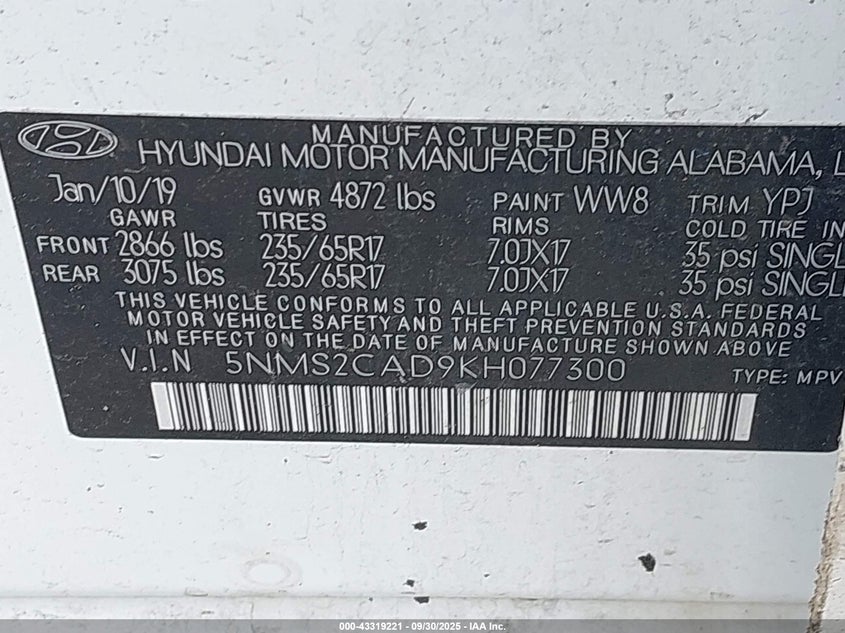 MANUFACTURED BY
HYUNDAI MOTOR MANUFACTURING ALABAMA, L
Jan/10/19 GVWR 4872 lbs PAINT WW8 TRIM YPJ
GAWR TIRES RIMS COLD TIRE IN
FRONT 2866 lbs 235/65R17 7.0JX17 35 psi SINGL
REAR 3075 lbs 235/65R17 7.0JX17 35 psi SINGL
THIS VEHICLE CONFORMS TO ALL APPLICABLE U.S.A. FEDERAL
MOTOR VEHICLE SAFETY AND THEFT PREVENTION STANDARDS
IN EFFECT ON THE DATE OF MANUFACTURE SHOWN ABOVE
V.I.N 5NMS2CAD9KH077300 TYPE: MPV
000-43319221 - 09/30/2025 - IAA Inc.